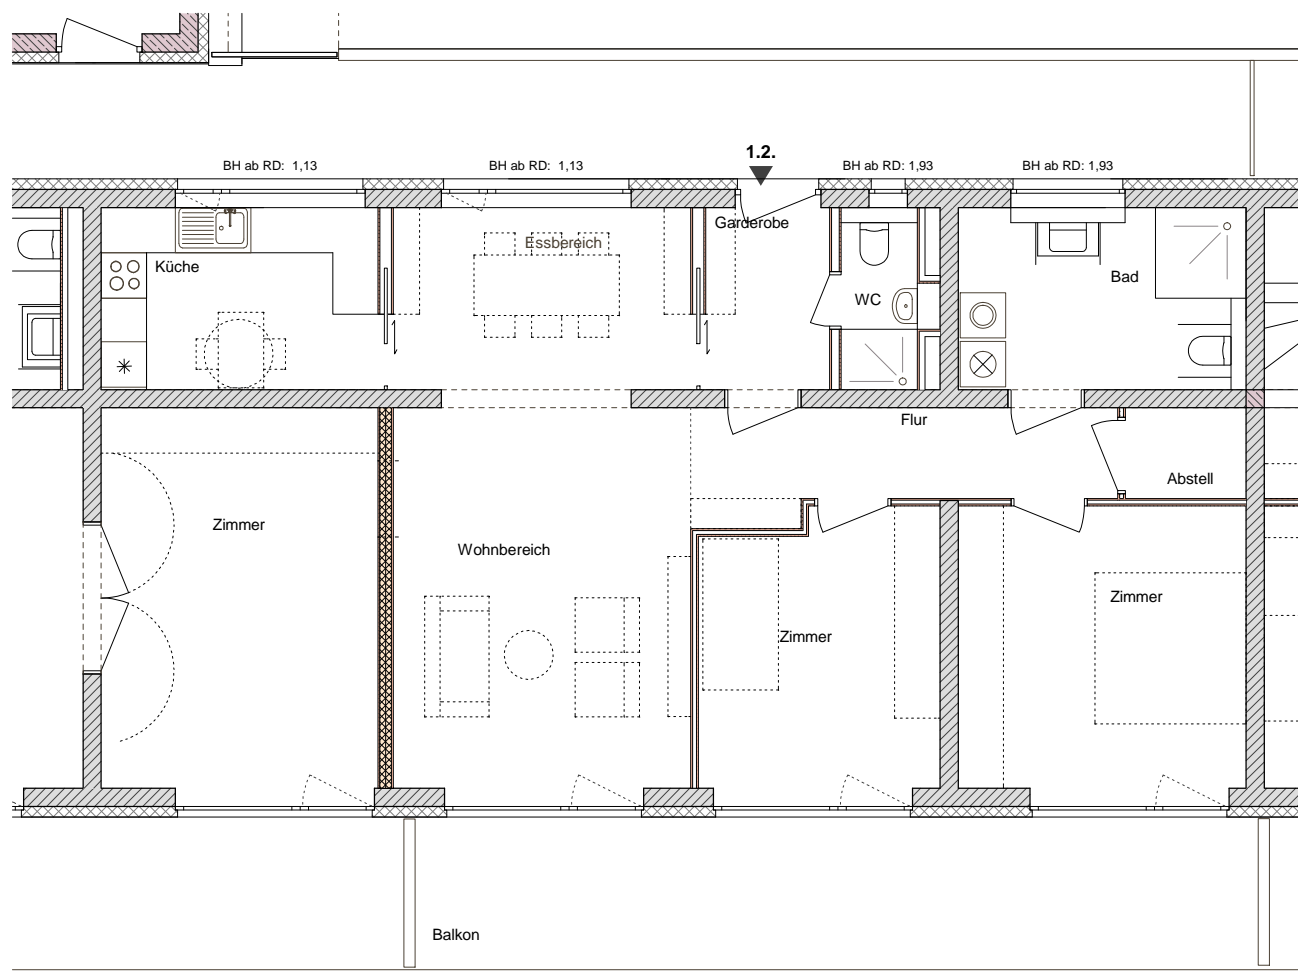 1.2.
BH ab RD: 1,13
BH ab RD: 1,13
BH ab RD: 1,93
BH ab RD: 1,93
Garderobe
Essbereich
Küche
Bad
WC
Flur
Abstell
Zimmer
Wohnbereich
Zimmer
Zimmer
Balkon